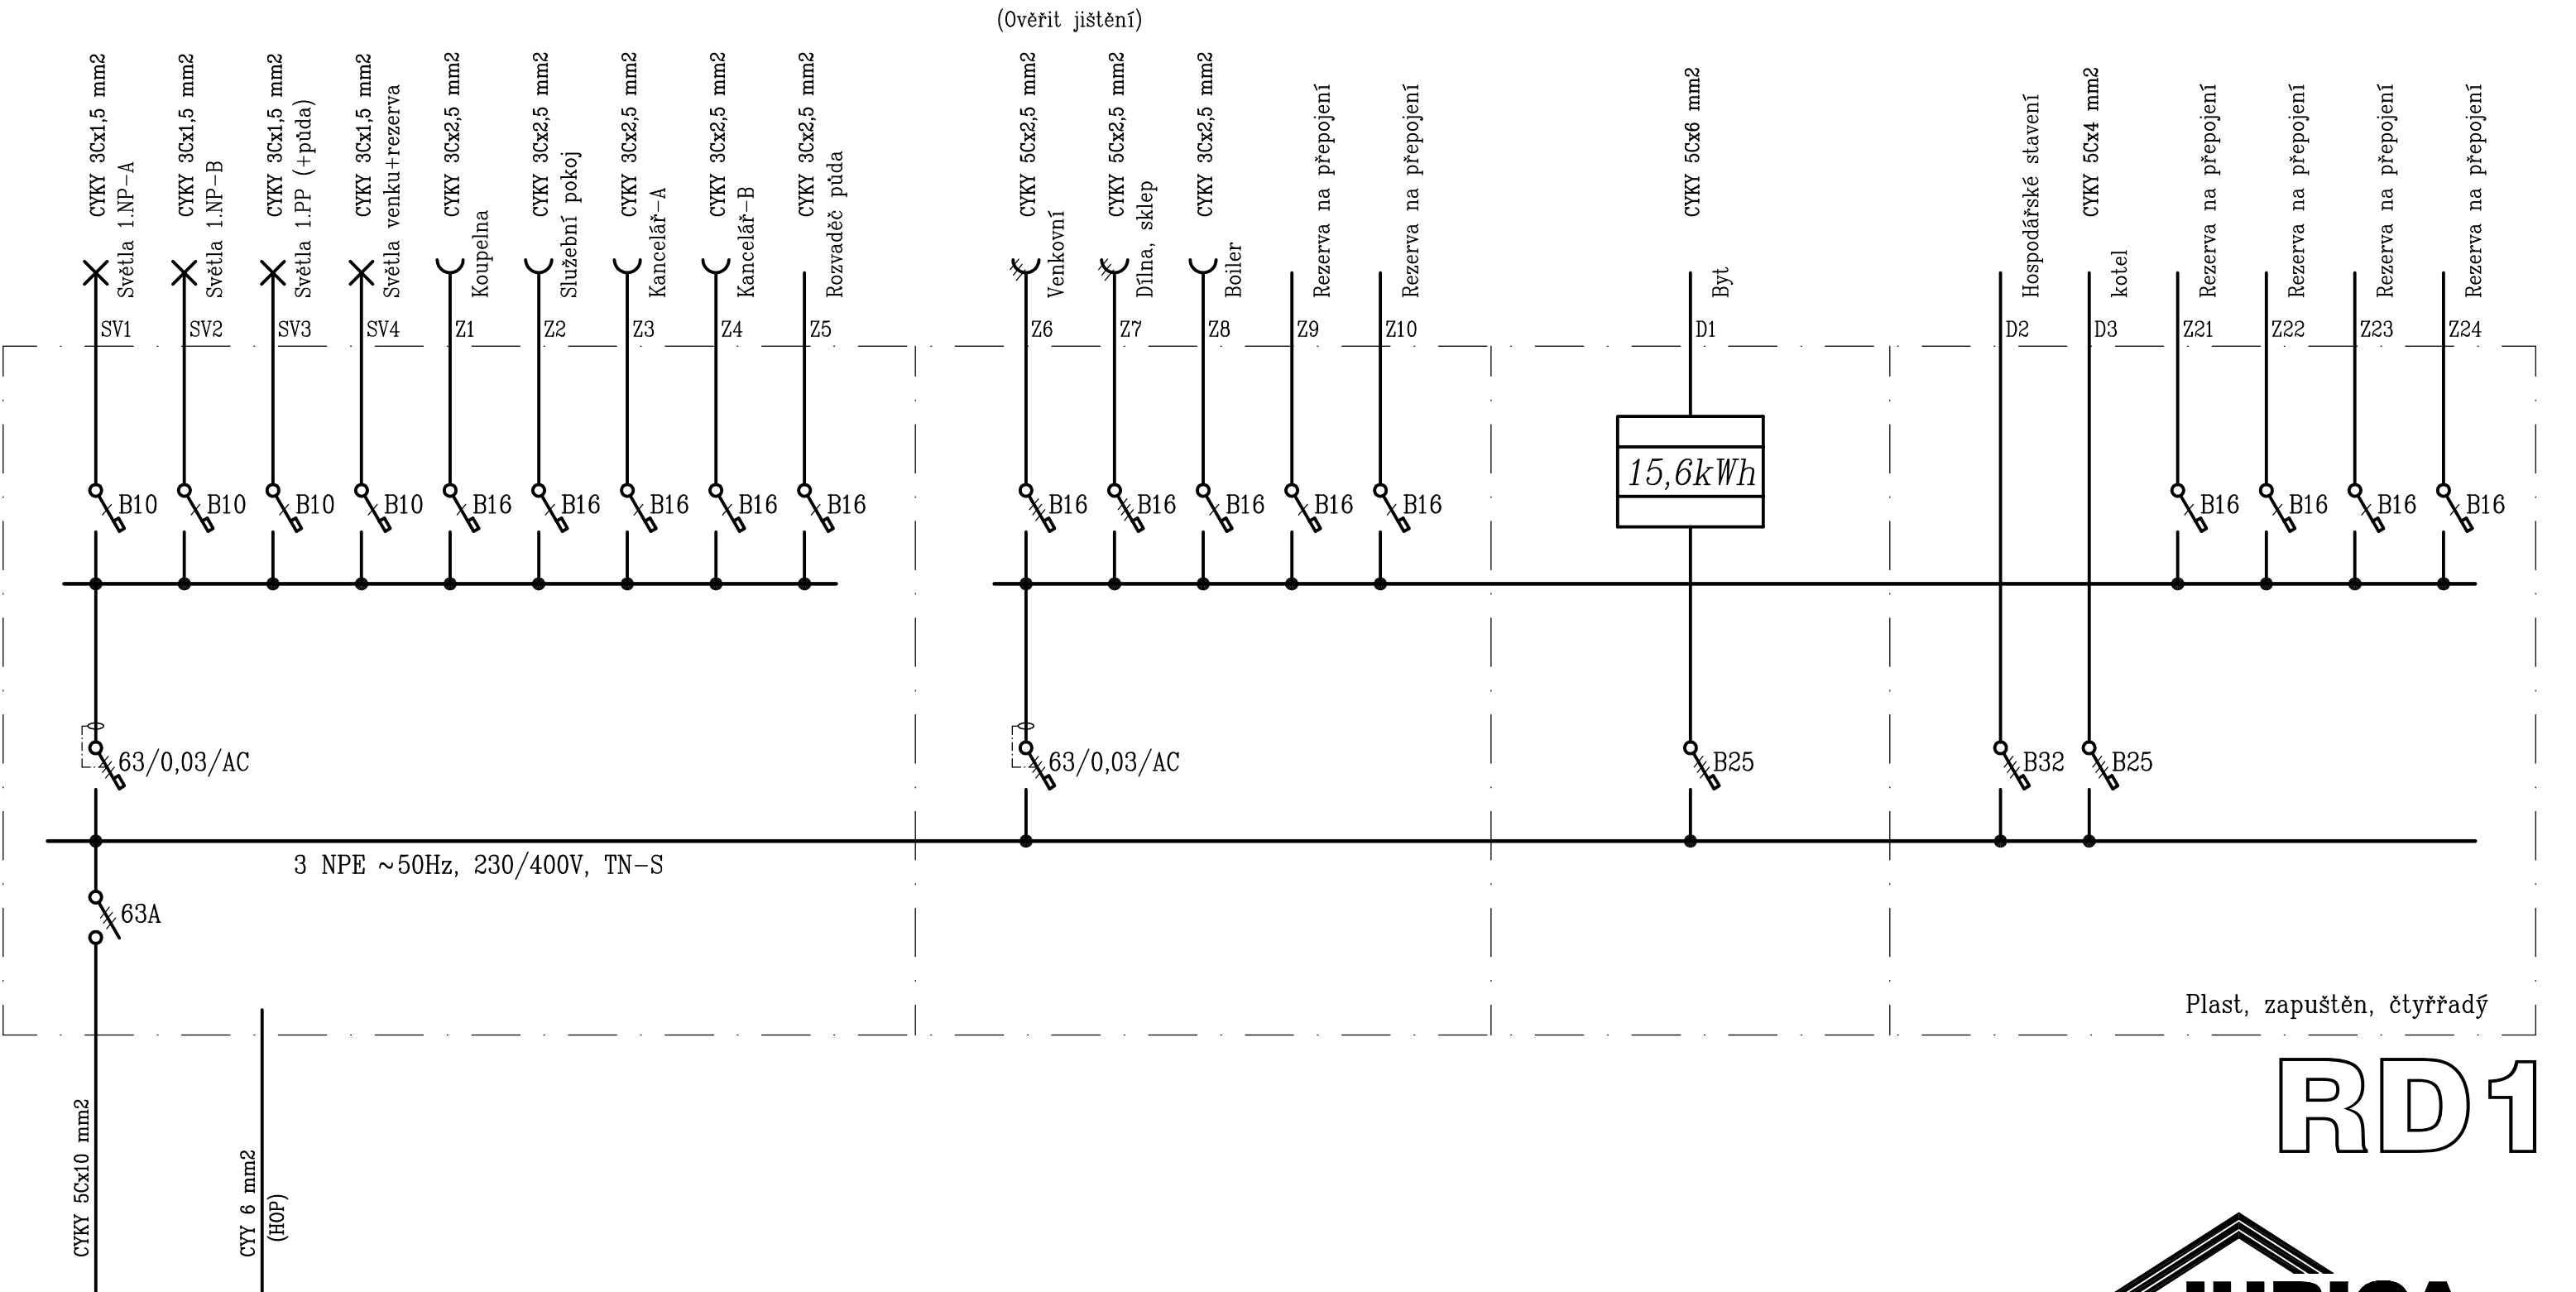 (Ověřit jištění)
CYKY 3Cx1,5 mm2
Světla 1.NP-A
CYKY 3Cx1,5 mm2
Světla 1.NP-B
CYKY 3Cx1,5 mm2
Světla 1.PP (+půda)
CYKY 3Cx1,5 mm2
Světla venku+rezerva
CYKY 3Cx2,5 mm2
Koupelna
CYKY 3Cx2,5 mm2
Služební pokoj
CYKY 3Cx2,5 mm2
Kancelář-A
CYKY 3Cx2,5 mm2
Kancelář-B
CYKY 3Cx2,5 mm2
Rozvaděč půda
CYKY 5Cx2,5 mm2
Venkovní
CYKY 5Cx2,5 mm2
Dílna, sklep
CYKY 3Cx2,5 mm2
Boiler
Rezerva na přepojení
Rezerva na přepojení
CYKY 5Cx6 mm2
Byt
Hospodářské stavení
CYKY 5Cx4 mm2
kotel
Rezerva na přepojení
Rezerva na přepojení
Rezerva na přepojení
Rezerva na přepojení
SV1 SV2 SV3 SV4 Z1 Z2 Z3 Z4 Z5 Z6 Z7 Z8 Z9 Z10 D1 D2 D3 Z21 Z22 Z23 Z24
15,6kWh
B10 B10 B10 B10 B16 B16 B16 B16 B16 B16 B16 B16 B16 B16 B16 B16 B16 B16
63/0,03/AC 63/0,03/AC B25 B32 B25
3 NPE ~50Hz, 230/400V, TN-S
63A
Plast, zapuštěn, čtyřřadý
RD1
CYKY 5Cx10 mm2
CYY 6 mm2
(HOP)